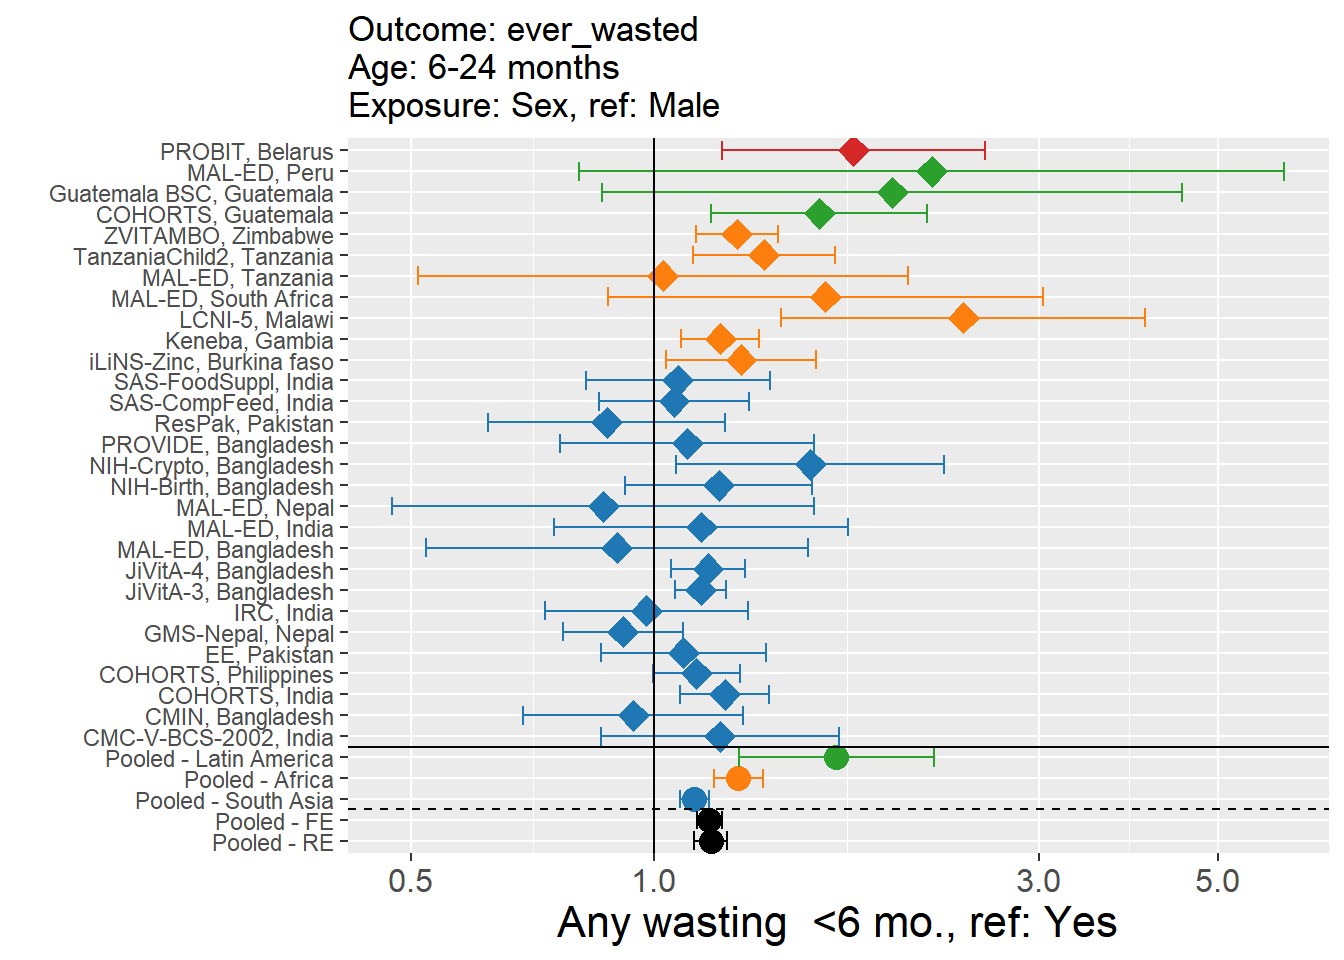 Outcome: ever_wasted
Age: 6-24 months
Exposure: Sex, ref: Male
PROBIT, Belarus
MAL-ED, Peru
Guatemala BSC, Guatemala
COHORTS, Guatemala
ZVITAMBO, Zimbabwe
TanzaniaChild2, Tanzania
MAL-ED, Tanzania
MAL-ED, South Africa
LCNI-5, Malawi
Keneba, Gambia
iLiNS-Zinc, Burkina faso
SAS-FoodSuppl, India
SAS-CompFeed, India
ResPak, Pakistan
PROVIDE, Bangladesh
NIH-Crypto, Bangladesh
NIH-Birth, Bangladesh
MAL-ED, Nepal
MAL-ED, India
MAL-ED, Bangladesh
JiVitA-4, Bangladesh
JiVitA-3, Bangladesh
IRC, India
GMS-Nepal, Nepal
EE, Pakistan
COHORTS, Philippines
COHORTS, India
CMIN, Bangladesh
CMC-V-BCS-2002, India
Pooled - Latin America
Pooled - Africa
Pooled - South Asia
Pooled - FE
Pooled - RE
0.5 1.0 3.0 5.0
Any wasting  <6 mo., ref: Yes